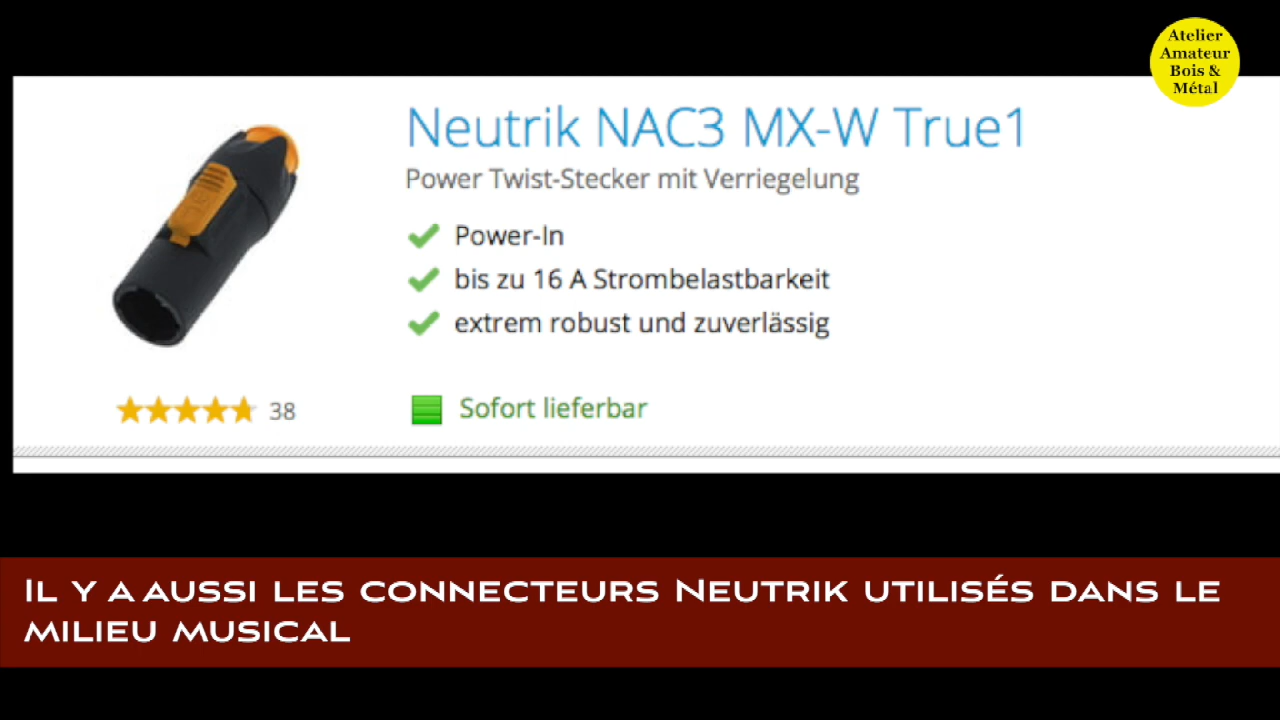 Atelier
Amateur
Bois &
Métal
Neutrik NAC3 MX-W True1
Power Twist-Stecker mit Verriegelung
Power-In
bis zu 16 A Strombelastbarkeit
extrem robust und zuverlässig
38
Sofort lieferbar
Il y a aussi les connecteurs Neutrik utilisés dans le
milieu musical